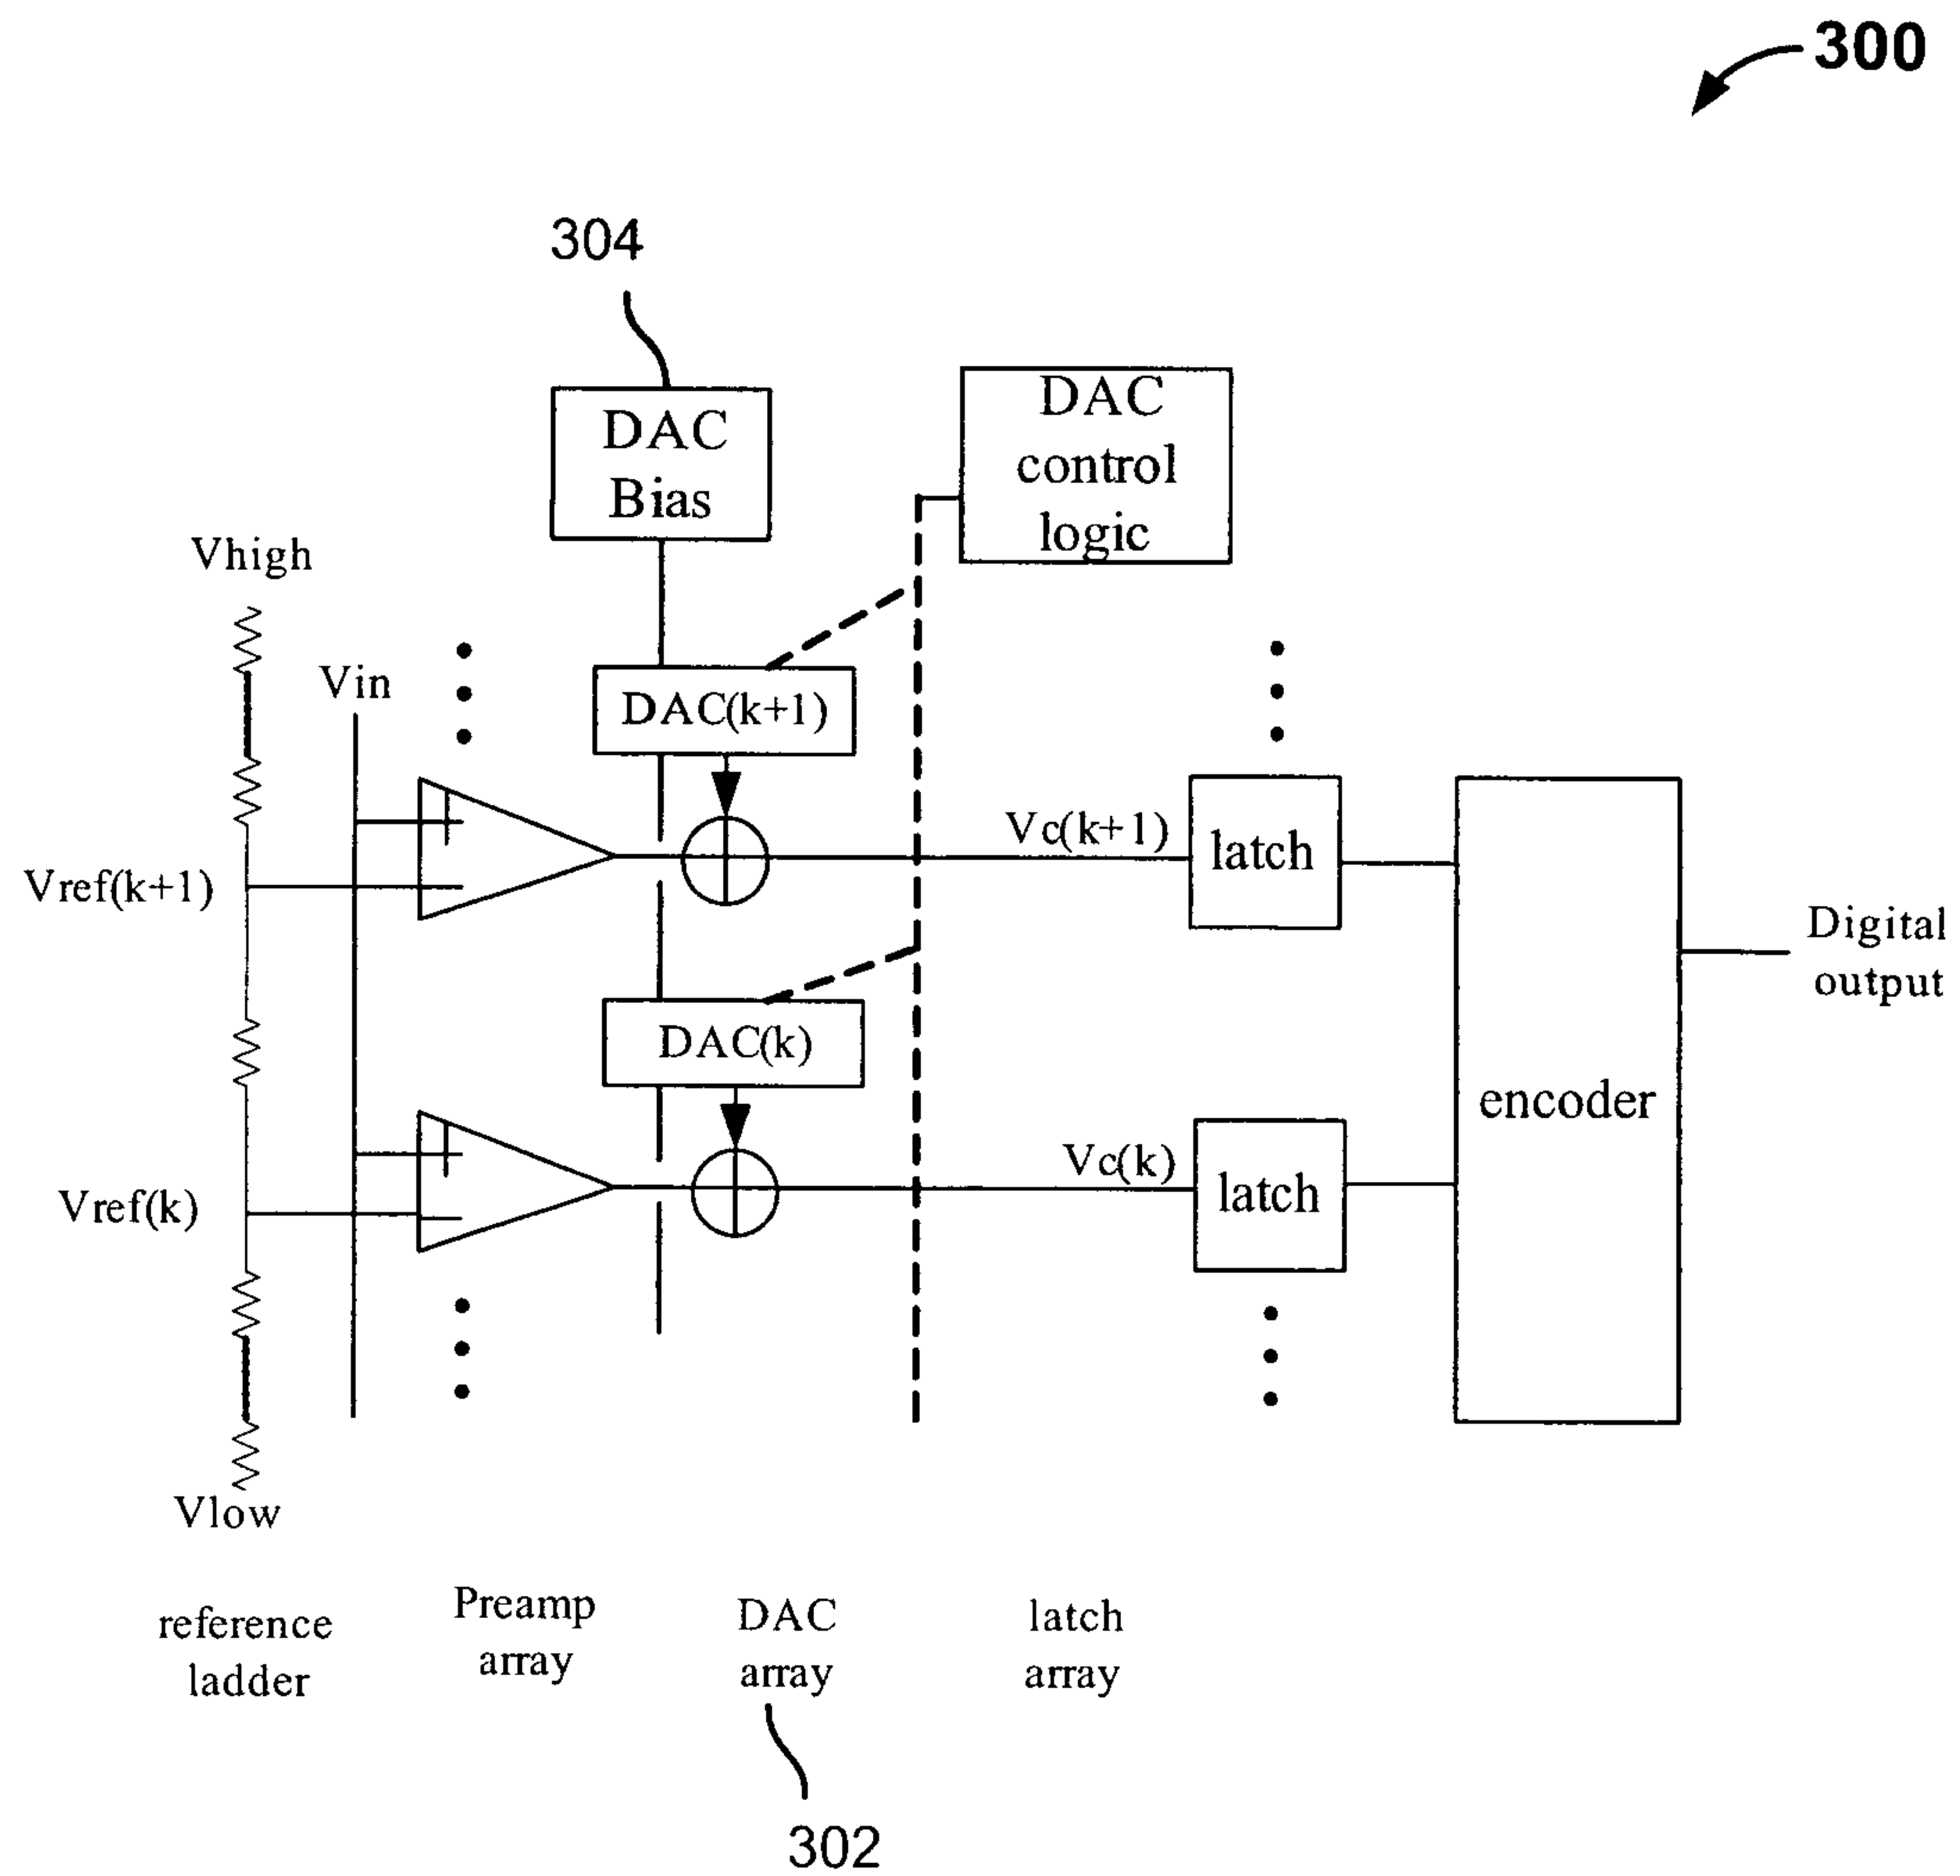 300
304
DAC
Bias
DAC
control
logic
Vhigh
Vin
DAC(k+1)
Vc(k+1)
latch
Vref(k+1)
Digital
output
DAC(k)
encoder
Vc(k)
latch
Vref(k)
Vlow
reference
ladder
Preamp
array
DAC
array
latch
array
302